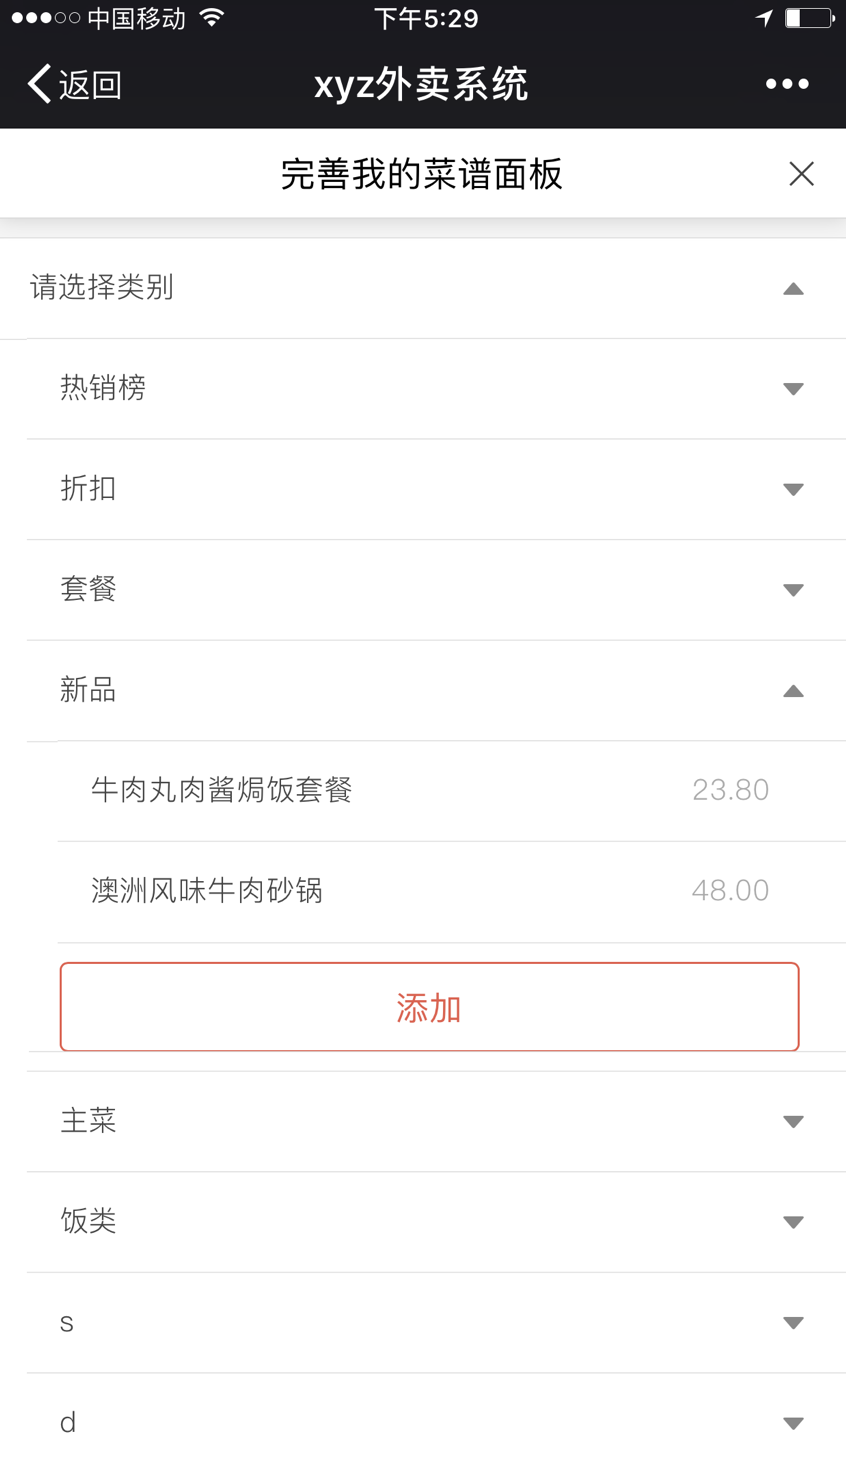 中国移动 下午5:29
返回 xyz外卖系统
完善我的菜谱面板
请选择类别
热销榜
折扣
套餐
新品
牛肉丸肉酱焗饭套餐 23.80
澳洲风味牛肉砂锅 48.00
添加
主菜
饭类
s
d